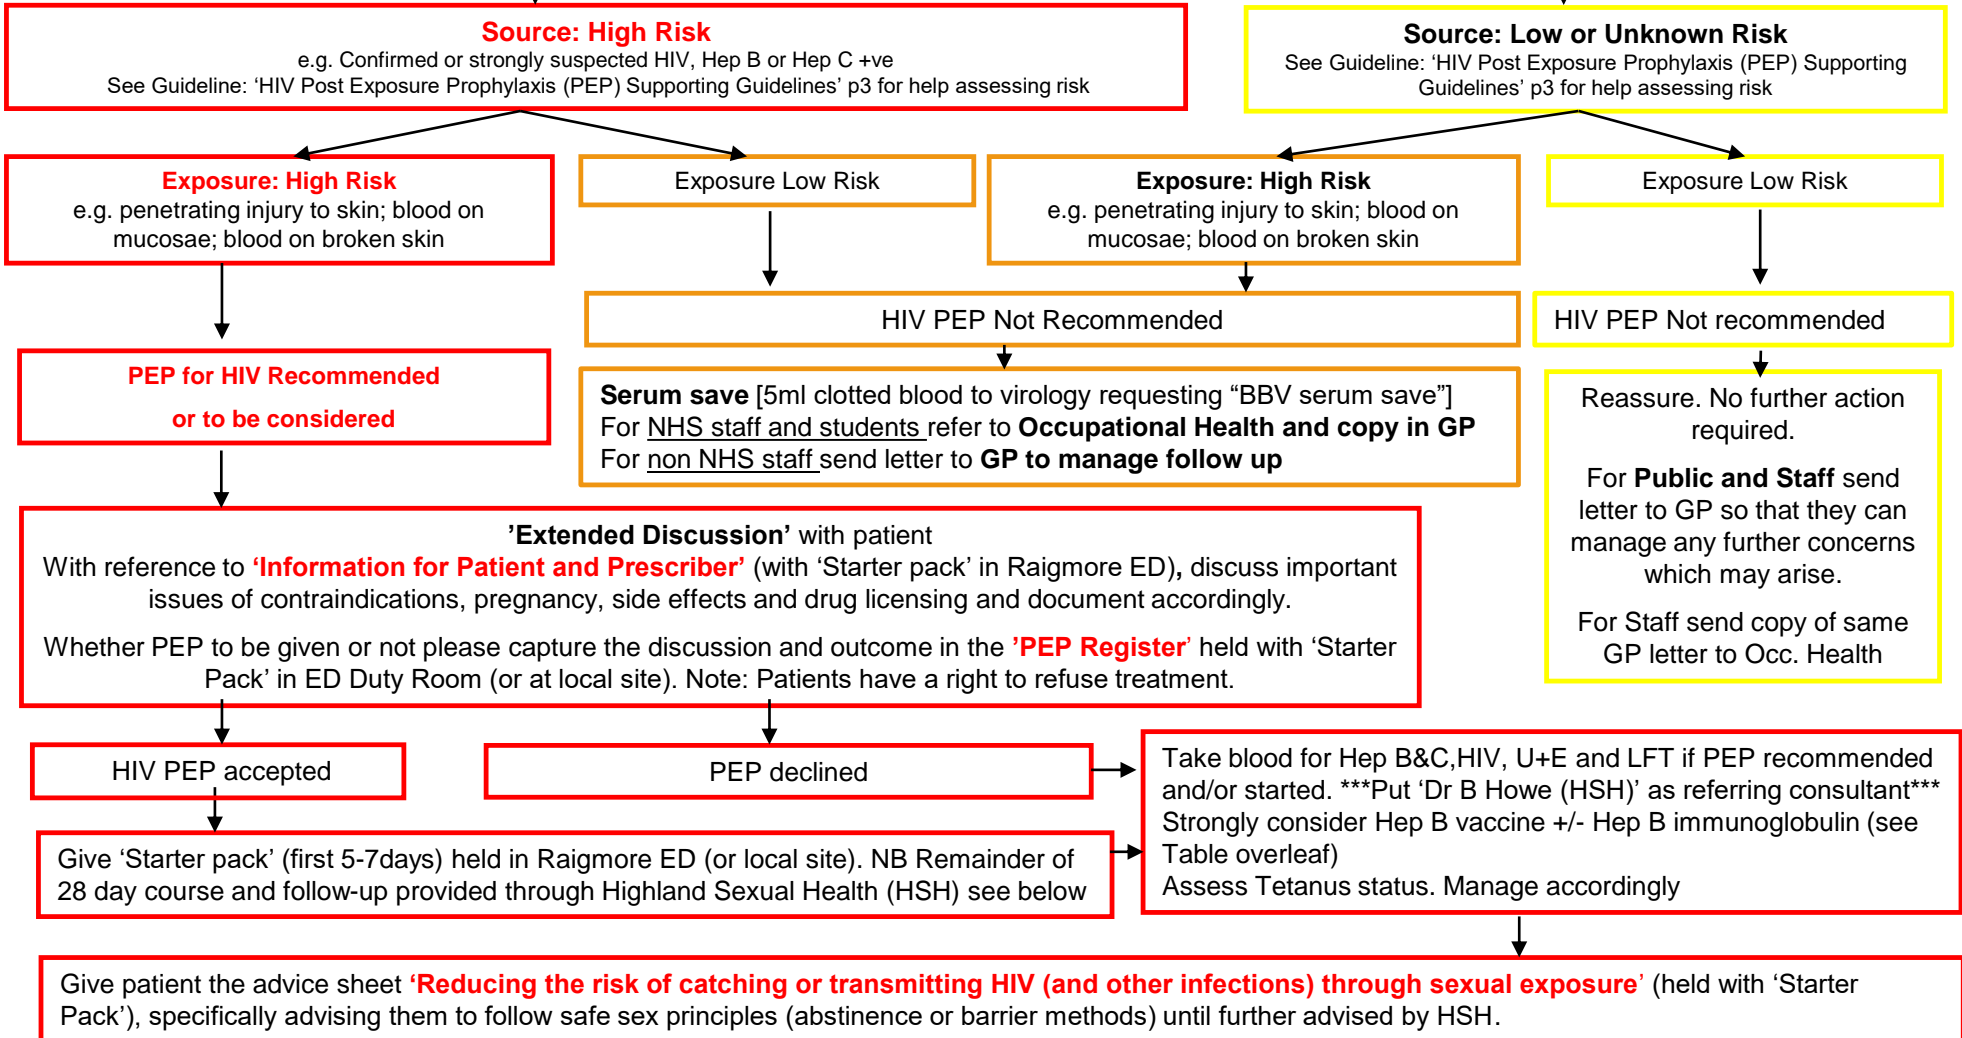 Source: High Risk
e.g. Confirmed or strongly suspected HIV, Hep B or Hep C +ve
See Guideline: ‘HIV Post Exposure Prophylaxis (PEP) Supporting Guidelines’ p3 for help assessing risk
Source: Low or Unknown Risk
See Guideline: ‘HIV Post Exposure Prophylaxis (PEP) Supporting
Guidelines’ p3 for help assessing risk
Exposure: High Risk
e.g. penetrating injury to skin; blood on
mucosae; blood on broken skin
Exposure Low Risk
Exposure: High Risk
e.g. penetrating injury to skin; blood on
mucosae; blood on broken skin
Exposure Low Risk
HIV PEP Not Recommended
HIV PEP Not recommended
PEP for HIV Recommended
or to be considered
Serum save [5ml clotted blood to virology requesting “BBV serum save”]
For NHS staff and students refer to Occupational Health and copy in GP
For non NHS staff send letter to GP to manage follow up
Reassure. No further action
required.
For Public and Staff send
letter to GP so that they can
manage any further concerns
which may arise.
For Staff send copy of same
GP letter to Occ. Health
’Extended Discussion’ with patient
With reference to ‘Information for Patient and Prescriber’ (with ‘Starter pack’ in Raigmore ED), discuss important
issues of contraindications, pregnancy, side effects and drug licensing and document accordingly.
Whether PEP to be given or not please capture the discussion and outcome in the ’PEP Register’ held with ‘Starter
Pack’ in ED Duty Room (or at local site). Note: Patients have a right to refuse treatment.
HIV PEP accepted
PEP declined
Take blood for Hep B&C,HIV, U+E and LFT if PEP recommended
and/or started. ***Put ‘Dr B Howe (HSH)’ as referring consultant***
Strongly consider Hep B vaccine +/- Hep B immunoglobulin (see
Table overleaf)
Assess Tetanus status. Manage accordingly
Give ‘Starter pack’ (first 5-7days) held in Raigmore ED (or local site). NB Remainder of
28 day course and follow-up provided through Highland Sexual Health (HSH) see below
Give patient the advice sheet ‘Reducing the risk of catching or transmitting HIV (and other infections) through sexual exposure’ (held with ‘Starter
Pack’), specifically advising them to follow safe sex principles (abstinence or barrier methods) until further advised by HSH.